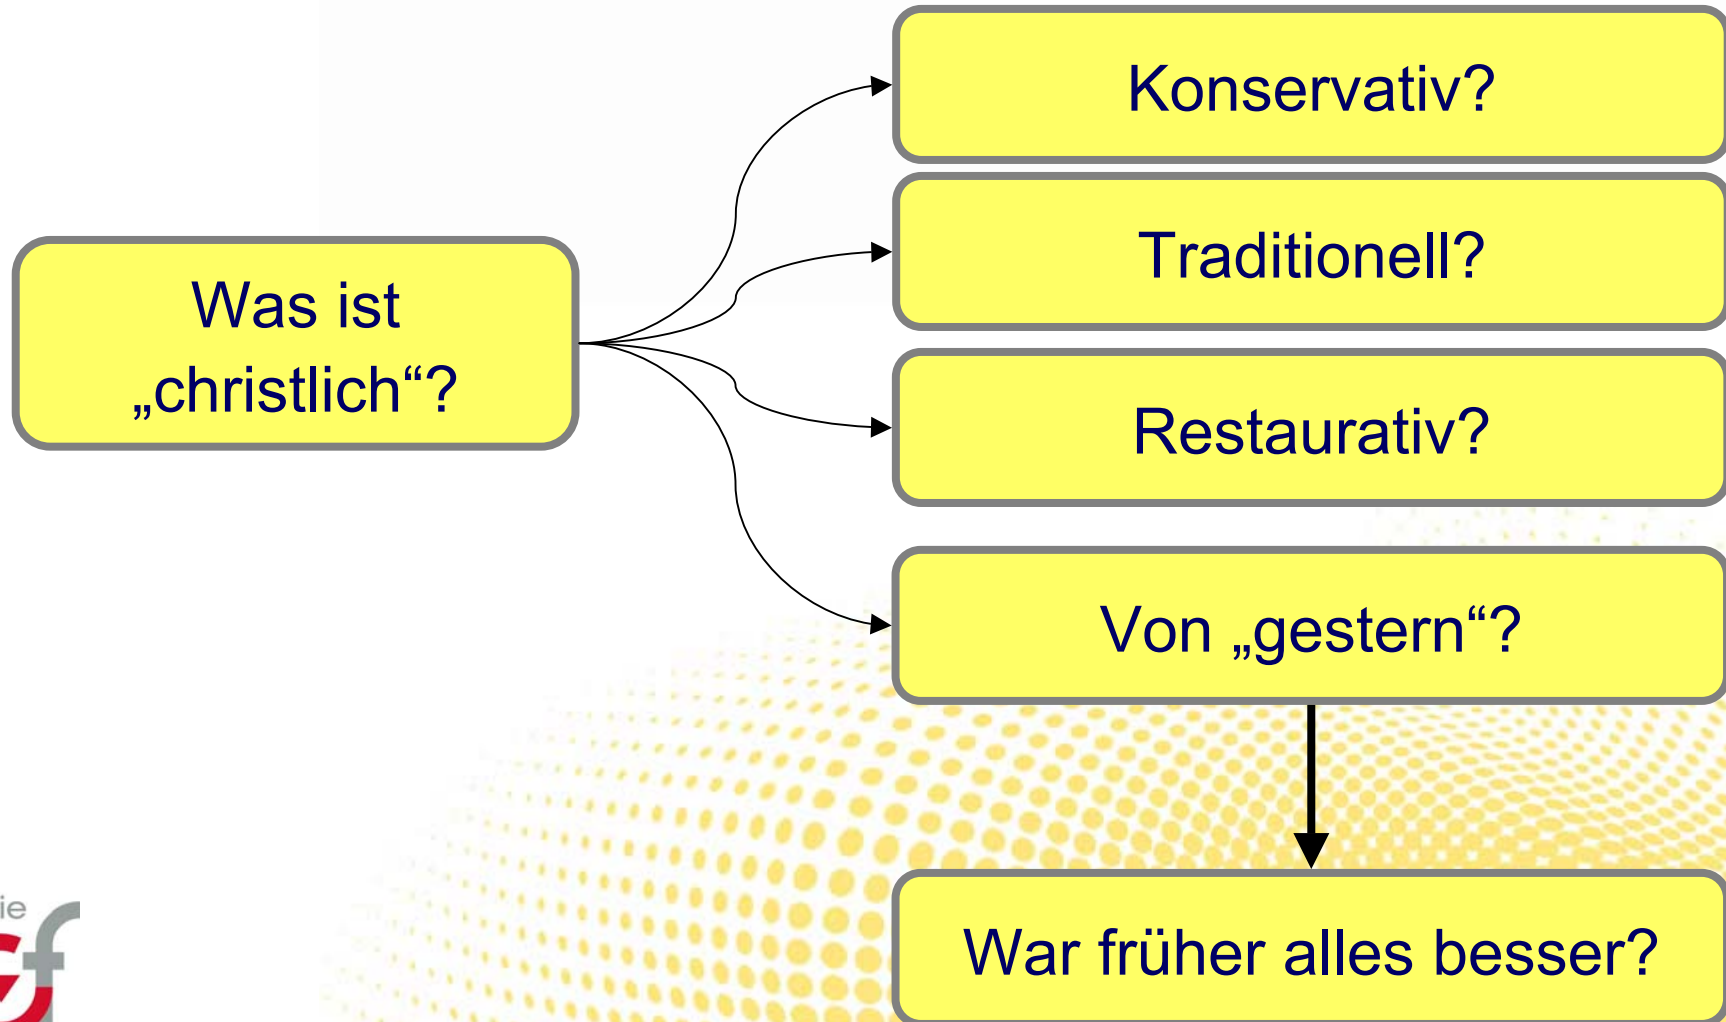 Was ist
„christlich“?
Konservativ?
Traditionell?
Restaurativ?
Von „gestern“?
War früher alles besser?